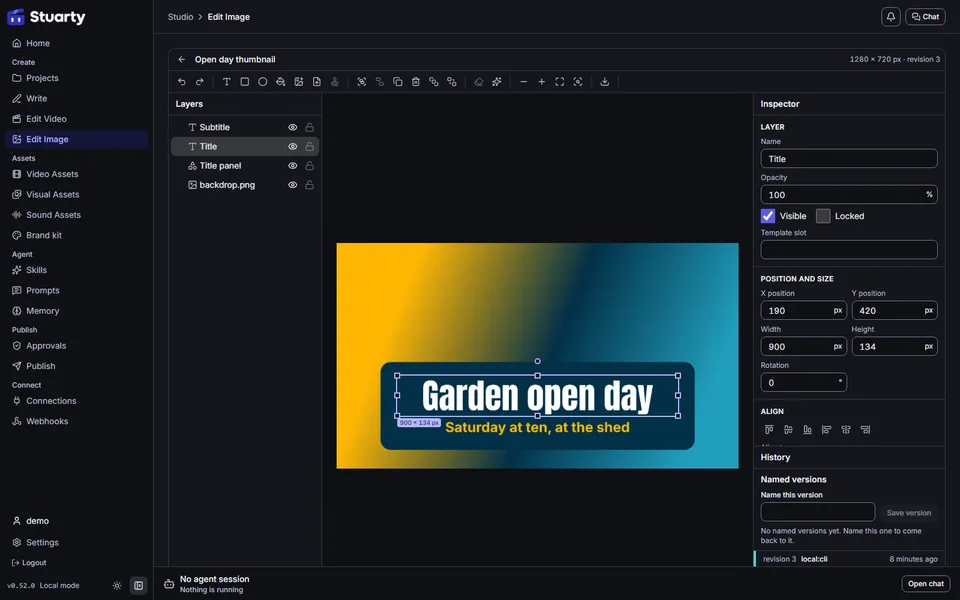 Stuarty
Studio > Edit Image
Chat
Home
Create
Projects
Write
Edit Video
Edit Image
Assets
Video Assets
Visual Assets
Sound Assets
Brand kit
Agent
Skills
Prompts
Memory
Publish
Approvals
Publish
Connect
Connections
Webhooks
demo
Settings
Logout
v0.52.0 Local mode
Open day thumbnail
1280 × 720 px · revision 3
Layers
Subtitle
Title
Title panel
backdrop.png
Garden open day
900 × 134 px
Saturday at ten, at the shed
Inspector
LAYER
Name
Title
Opacity
100 %
Visible Locked
Template slot
POSITION AND SIZE
X position Y position
190 px 420 px
Width Height
900 px 134 px
Rotation
0 °
ALIGN
History
Named versions
Name this version
Save version
No named versions yet. Name this one to come
back to it.
revision 3 local:cli 8 minutes ago
No agent session
Nothing is running
Open chat